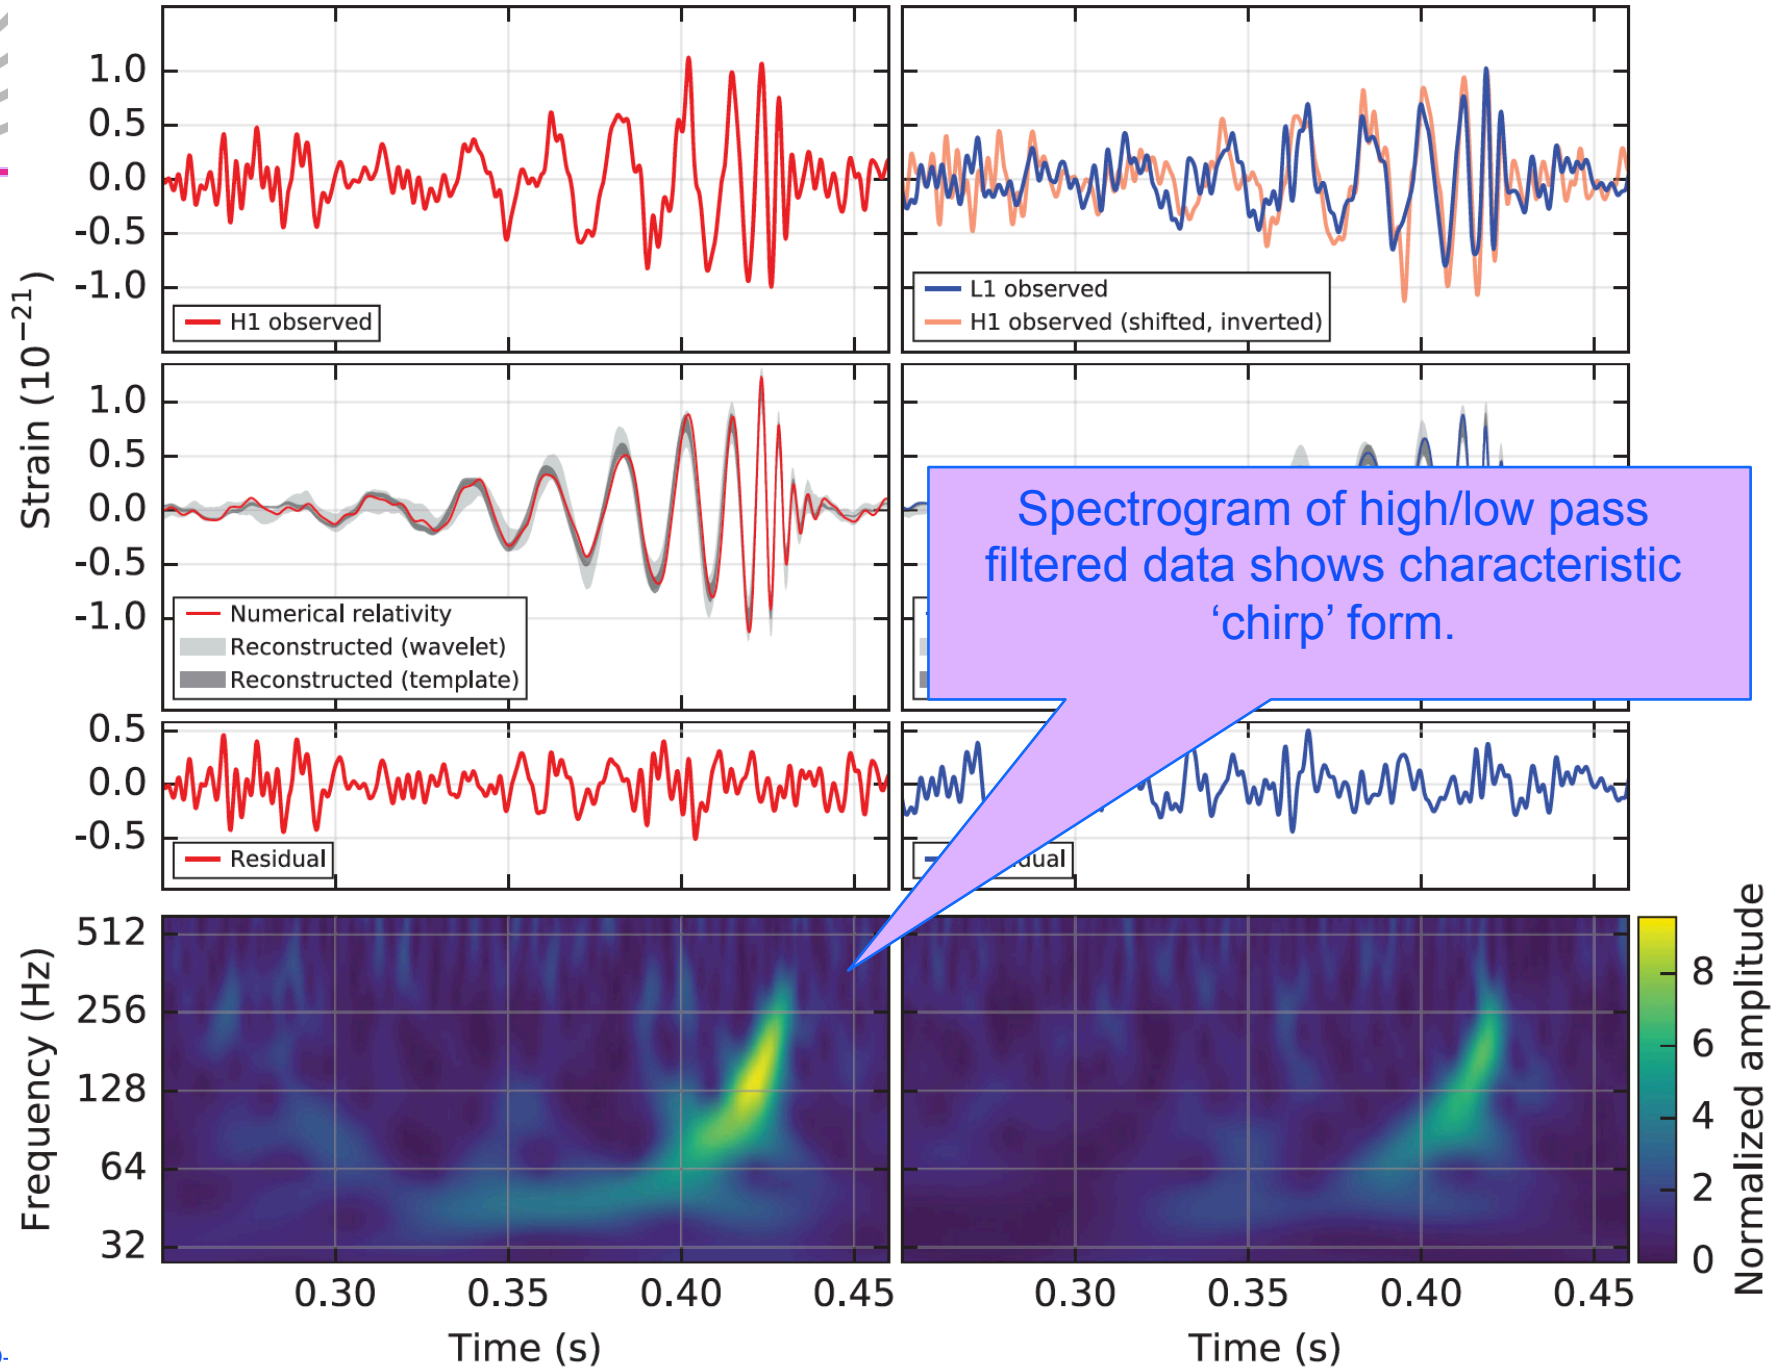 1.0
0.5
0.0
-0.5
-1.0
Strain (10⁻²¹)
H1 observed
L1 observed
H1 observed (shifted, inverted)
1.0
0.5
0.0
-0.5
-1.0
Numerical relativity
Reconstructed (wavelet)
Reconstructed (template)
Spectrogram of high/low pass
filtered data shows characteristic
‘chirp’ form.
0.5
0.0
-0.5
Residual
512
256
128
64
32
Frequency (Hz)
8
6
4
2
0
Normalized amplitude
0.30 0.35 0.40 0.45
0.30 0.35 0.40 0.45
Time (s)
Time (s)